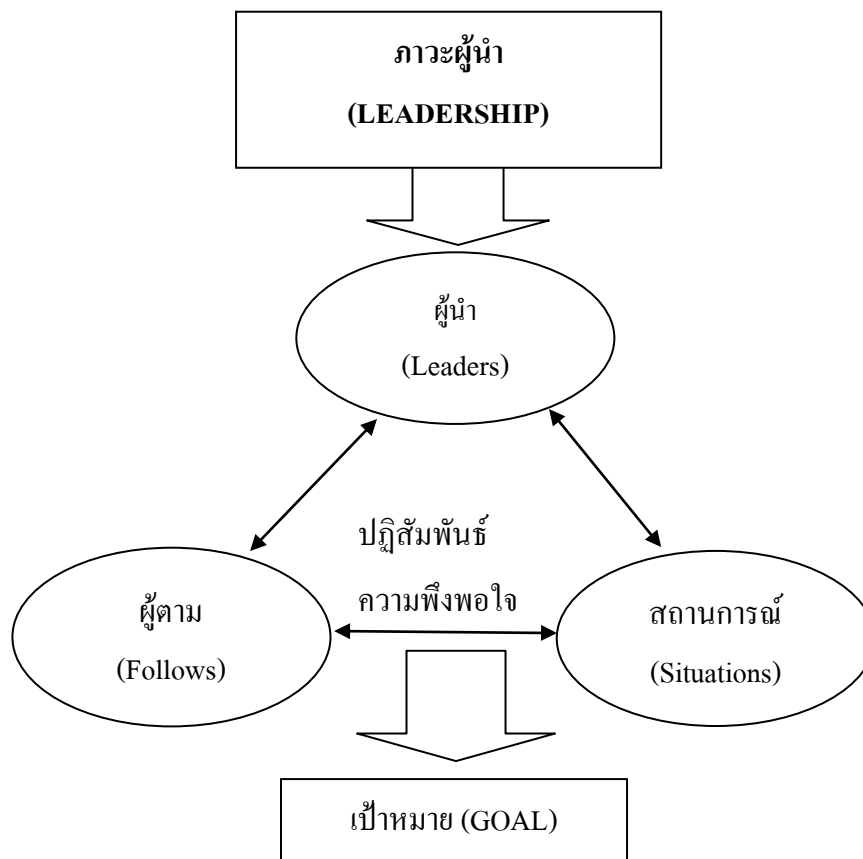 ภาวะผู้นำ
(LEADERSHIP)
ผู้นำ
(Leaders)
ปฏิสัมพันธ์
ความพึงพอใจ
ผู้ตาม
(Follows)
สถานการณ์
(Situations)
เป้าหมาย (GOAL)